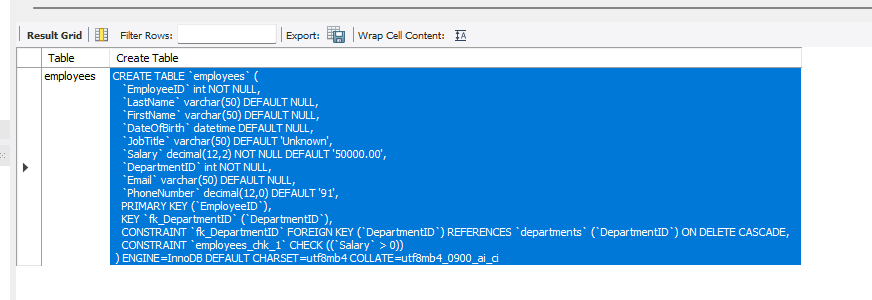 Result Grid Filter Rows: Export: Wrap Cell Content:
Table Create Table
employees CREATE TABLE `employees` (
`EmployeeID` int NOT NULL,
`LastName` varchar(50) DEFAULT NULL,
`FirstName` varchar(50) DEFAULT NULL,
`DateOfBirth` datetime DEFAULT NULL,
`JobTitle` varchar(50) DEFAULT 'Unknown',
`Salary` decimal(12,2) NOT NULL DEFAULT '50000.00',
`DepartmentID` int NOT NULL,
`Email` varchar(50) DEFAULT NULL,
`PhoneNumber` decimal(12,0) DEFAULT '91',
PRIMARY KEY (`EmployeeID`),
KEY `fk_DepartmentID` (`DepartmentID`),
CONSTRAINT `fk_DepartmentID` FOREIGN KEY (`DepartmentID`) REFERENCES `departments` (`DepartmentID`) ON DELETE CASCADE,
CONSTRAINT `employees_chk_1` CHECK ((`Salary` > 0))
) ENGINE=InnoDB DEFAULT CHARSET=utf8mb4 COLLATE=utf8mb4_0900_ai_ci